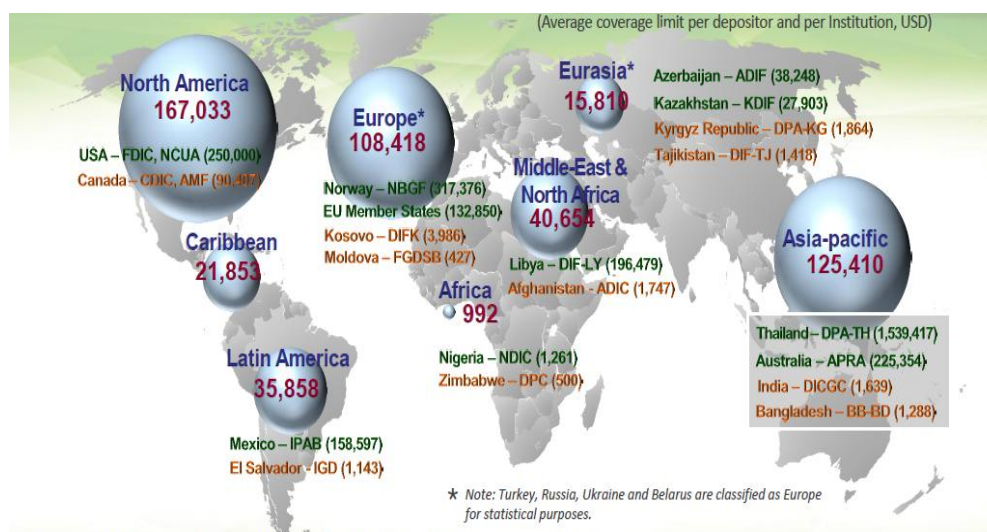 (Average coverage limit per depositor and per Institution, USD)
North America
167,033
USA – FDIC, NCUA (250,000)
Canada – CDIC, AMF (90,407)
Europe*
108,418
Norway – NBGF (317,376)
EU Member States (132,850)
Kosovo – DIFK (3,986)
Moldova – FGDSB (427)
Eurasia*
15,810
Azerbaijan – ADIF (38,248)
Kazakhstan – KDIF (27,903)
Kyrgyz Republic – DPA-KG (1,864)
Tajikistan – DIF-TJ (1,418)
Middle-East &
North Africa
40,654
Libya – DIF-LY (196,479)
Afghanistan - ADIC (1,747)
Asia-pacific
125,410
Thailand – DPA-TH (1,539,417)
Australia – APRA (225,354)
India – DICGC (1,639)
Bangladesh – BB-BD (1,288)
Caribbean
21,853
Africa
992
Nigeria – NDIC (1,261)
Zimbabwe – DPC (500)
Latin America
35,858
Mexico – IPAB (158,597)
El Salvador - IGD (1,143)
* Note: Turkey, Russia, Ukraine and Belarus are classified as Europe
for statistical purposes.